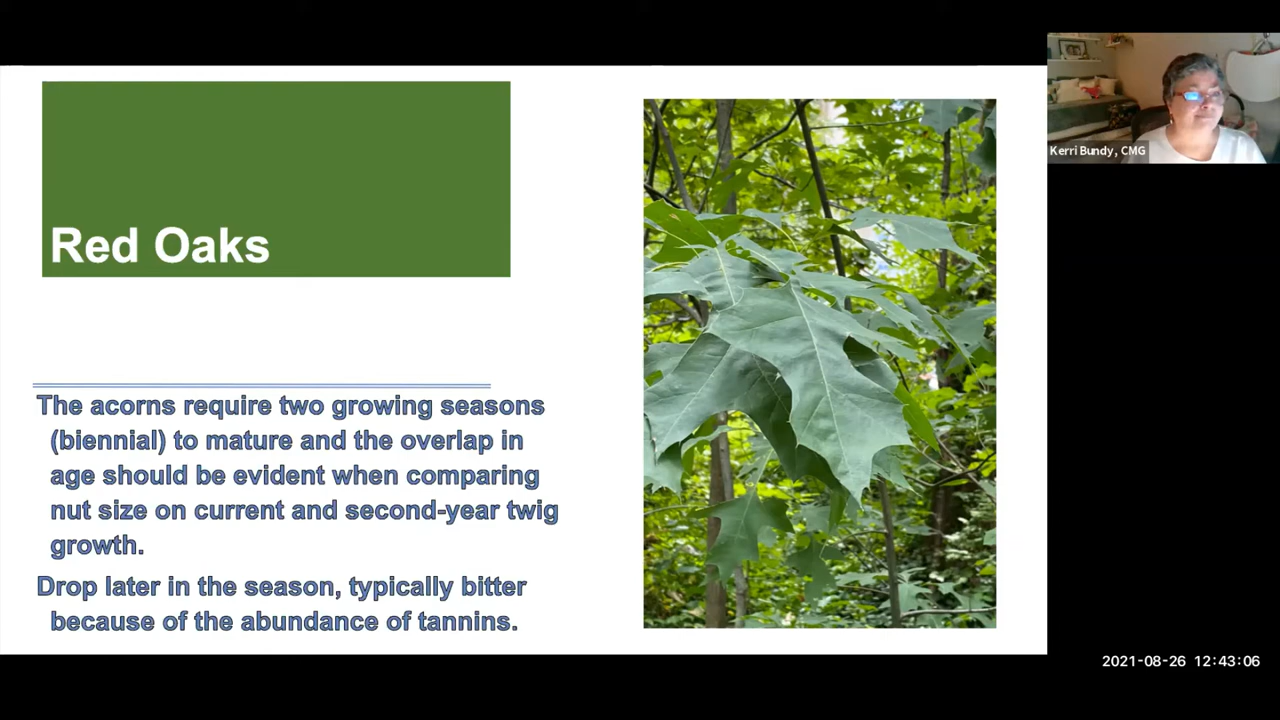 Red Oaks
The acorns require two growing seasons
(biennial) to mature and the overlap in
age should be evident when comparing
nut size on current and second-year twig
growth.
Drop later in the season, typically bitter
because of the abundance of tannins.
Kerri Bundy, CMG
2021-08-26 12:43:06